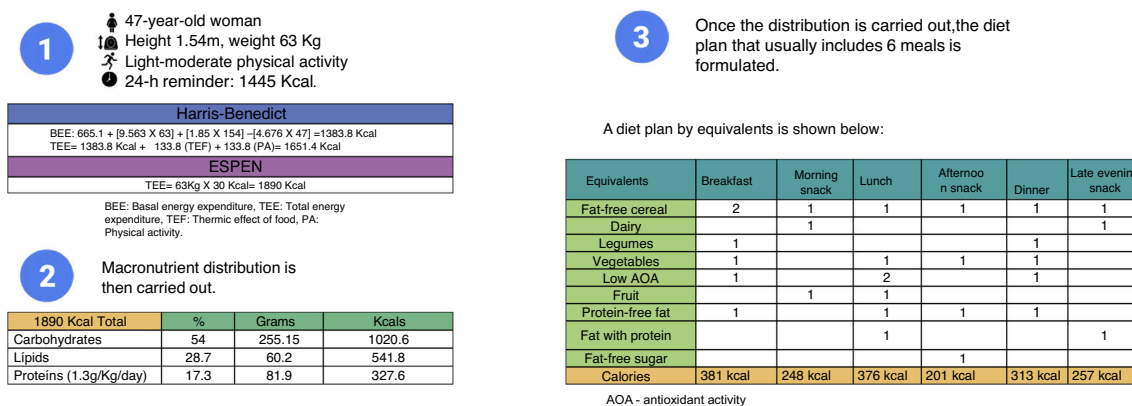 1
47-year-old woman
Height 1.54m, weight 63 Kg
Light-moderate physical activity
24-h reminder: 1445 Kcal.
Harris-Benedict
BEE: 665.1 + [9.563 X 63] + [1.85 X 154] –[4.676 X 47] =1383.8 Kcal
TEE= 1383.8 Kcal + 133.8 (TEF) + 133.8 (PA)= 1651.4 Kcal
ESPEN
TEE= 63Kg X 30 Kcal= 1890 Kcal
BEE: Basal energy expenditure, TEE: Total energy
expenditure, TEF: Thermic effect of food, PA:
Physical activity.
2
Macronutrient distribution is
then carried out.
1890 Kcal Total % Grams Kcals
Carbohydrates 54 255.15 1020.6
Lípids 28.7 60.2 541.8
Proteíns (1.3g/Kg/day) 17.3 81.9 327.6
3
Once the distribution is carried out,the diet
plan that usually includes 6 meals is
formulated.
A diet plan by equivalents is shown below:
Equivalents Breakfast Morning snack Lunch Afternoo n snack Dinner Late evenin snack
Fat-free cereal 2 1 1 1 1 1
Dairy 1 1
Legumes 1 1
Vegetables 1 1 1 1
Low AOA 1 2 1
Fruit 1 1
Protein-free fat 1 1 1 1
Fat with protein 1 1
Fat-free sugar 1
Calories 381 kcal 248 kcal 376 kcal 201 kcal 313 kcal 257 kcal
AOA - antioxidant activity